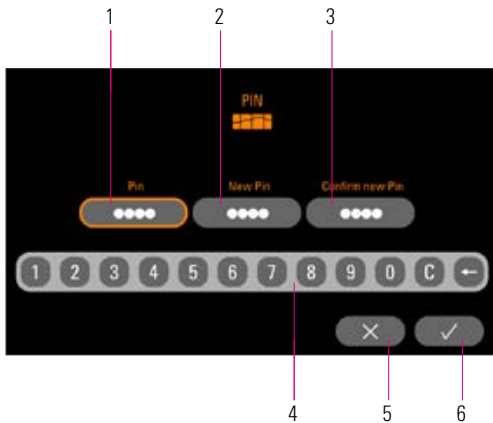 1 2 3
PIN
Pin New Pin Confirm new Pin
1 2 3 4 5 6 7 8 9 0 C ←
4 5 6